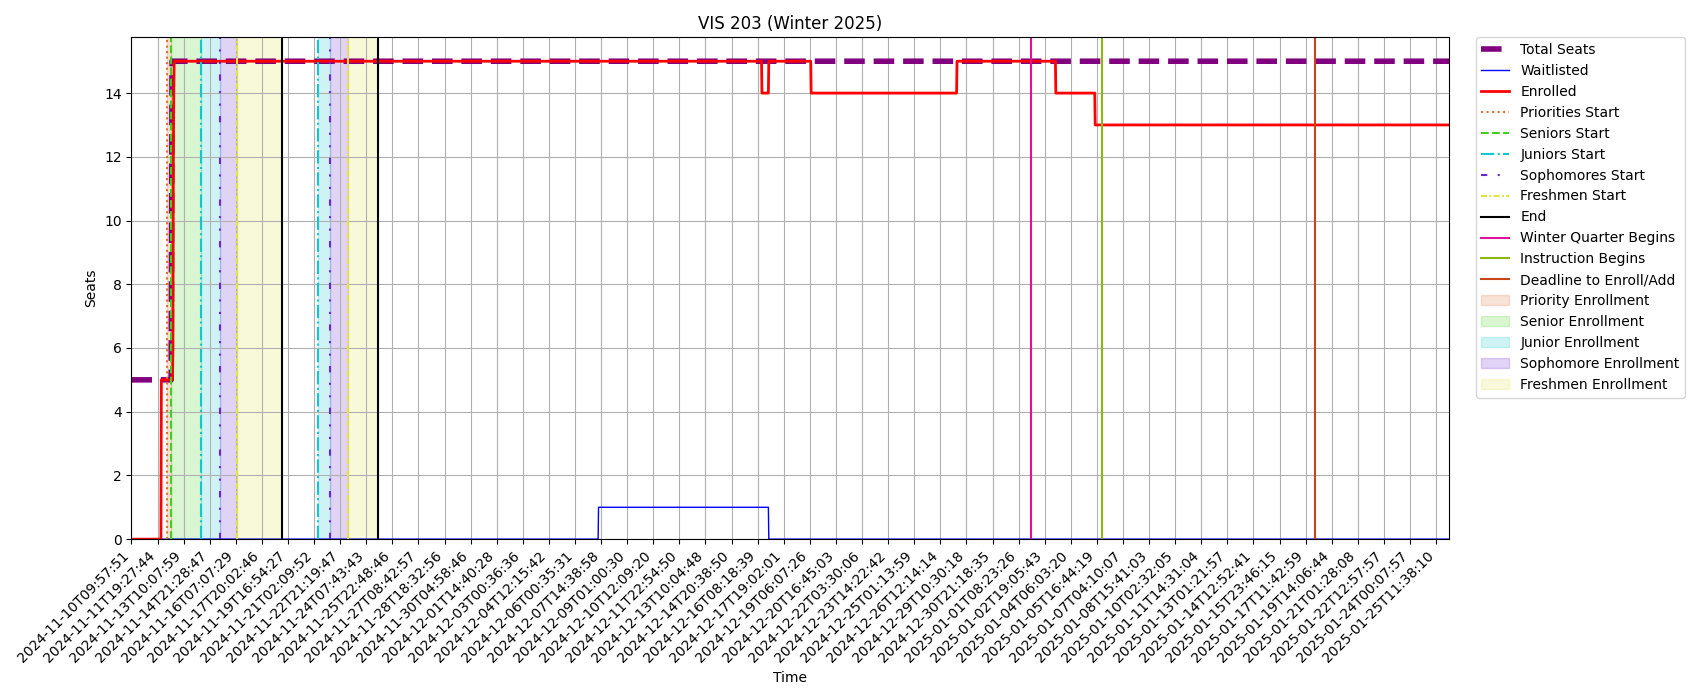 VIS 203 (Winter 2025)
Seats
14
12
10
8
6
4
2
0
2024-11-10T09:57:51
2024-11-11T19:27:44
2024-11-13T10:07:59
2024-11-14T21:28:47
2024-11-16T07:07:29
2024-11-17T20:02:46
2024-11-19T16:54:27
2024-11-21T02:09:52
2024-11-22T21:19:47
2024-11-24T07:43:43
2024-11-25T22:48:46
2024-11-27T08:42:57
2024-11-28T18:32:56
2024-11-30T04:58:46
2024-12-01T14:40:28
2024-12-03T00:36:36
2024-12-04T12:15:42
2024-12-06T00:35:31
2024-12-07T14:38:58
2024-12-09T01:00:30
2024-12-10T12:09:20
2024-12-11T22:54:50
2024-12-13T10:04:48
2024-12-14T20:38:50
2024-12-16T08:18:39
2024-12-17T19:02:01
2024-12-19T06:07:26
2024-12-20T16:45:03
2024-12-22T03:30:06
2024-12-23T14:22:42
2024-12-25T01:13:59
2024-12-26T12:14:14
2024-12-29T10:30:18
2024-12-30T21:18:35
2025-01-01T08:23:26
2025-01-02T19:05:43
2025-01-04T06:03:20
2025-01-05T16:44:19
2025-01-07T04:10:07
2025-01-08T15:41:03
2025-01-10T02:32:05
2025-01-11T14:31:04
2025-01-13T01:21:57
2025-01-14T12:52:41
2025-01-15T23:46:15
2025-01-17T11:42:59
2025-01-19T14:06:44
2025-01-21T01:28:08
2025-01-22T12:57:57
2025-01-24T00:07:57
2025-01-25T11:38:10
Time
Total Seats
Waitlisted
Enrolled
Priorities Start
Seniors Start
Juniors Start
Sophomores Start
Freshmen Start
End
Winter Quarter Begins
Instruction Begins
Deadline to Enroll/Add
Priority Enrollment
Senior Enrollment
Junior Enrollment
Sophomore Enrollment
Freshmen Enrollment